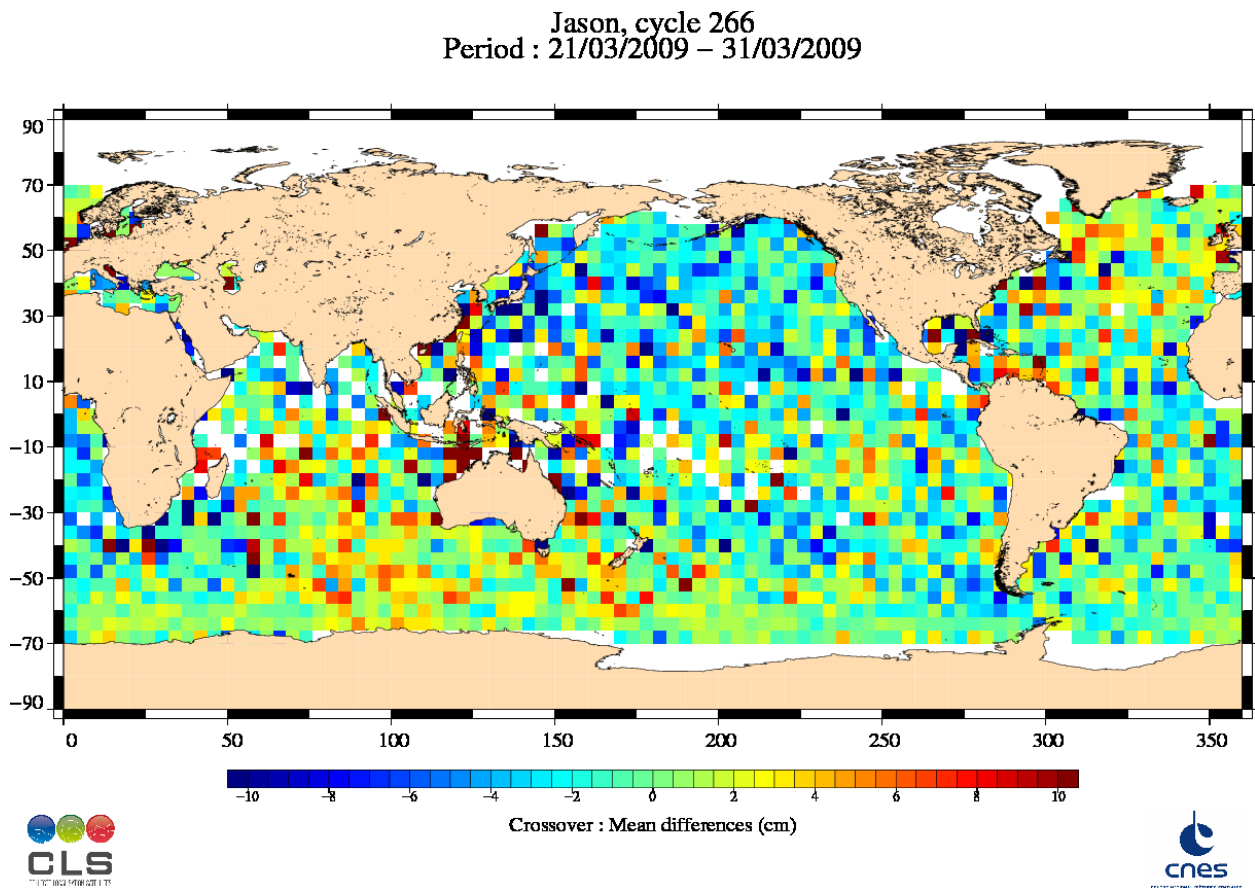 Jason, cycle 266
Period : 21/03/2009 − 31/03/2009
90
70
50
30
10
−10
−30
−50
−70
−90
0 50 100 150 200 250 300 350
−10 −8 −6 −4 −2 0 2 4 6 8 10
Crossover : Mean differences (cm)
CLS
cnes